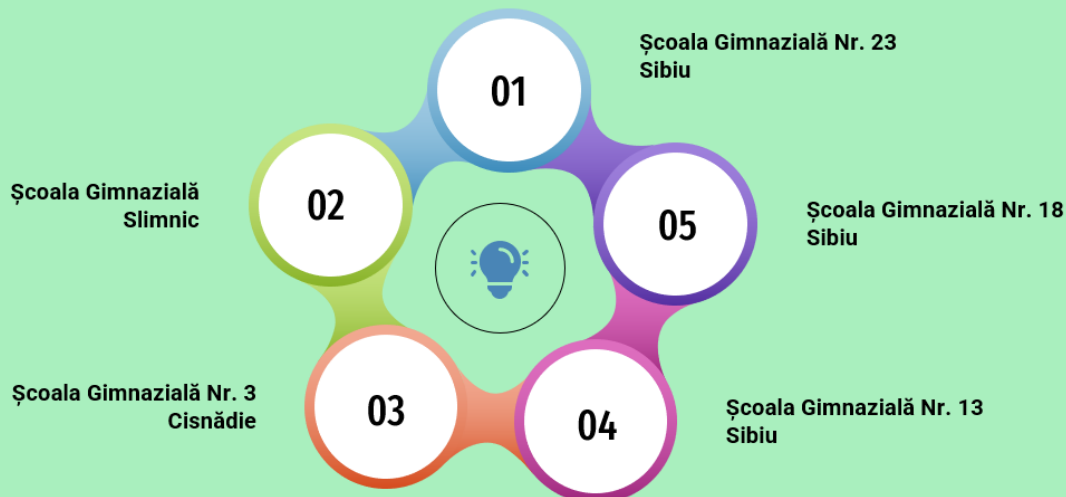 01
Școala Gimnazială Nr. 23
Sibiu
02
Școala Gimnazială
Slimnic
03
Școala Gimnazială Nr. 3
Cisnădie
04
Școala Gimnazială Nr. 13
Sibiu
05
Școala Gimnazială Nr. 18
Sibiu